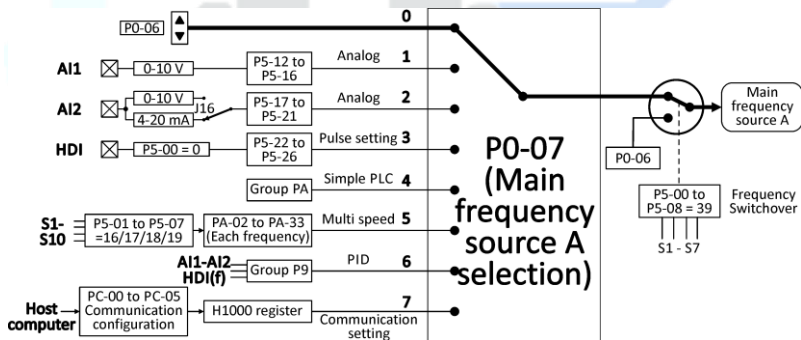 P0-06
0
AI1
0-10 V
P5-12 to
P5-16
Analog
1
AI2
0-10 V
4-20 mA
J16
P5-17 to
P5-21
Analog
2
HDI
P5-00 = 0
P5-22 to
P5-26
Pulse setting
3
Group PA
Simple PLC
4
S1-
S10
P5-01 to P5-07
=16/17/18/19
PA-02 to PA-33
(Each frequency)
Multi speed
5
AI1-AI2
HDI(f)
Group P9
PID
6
Host
computer
PC-00 to PC-05
Communication
configuration
H1000 register
7
Communication
setting
P0-07
(Main
frequency
source A
selection)
Main
frequency
source A
P0-06
P5-00 to
P5-08 = 39
Frequency
Switchover
S1 - S7